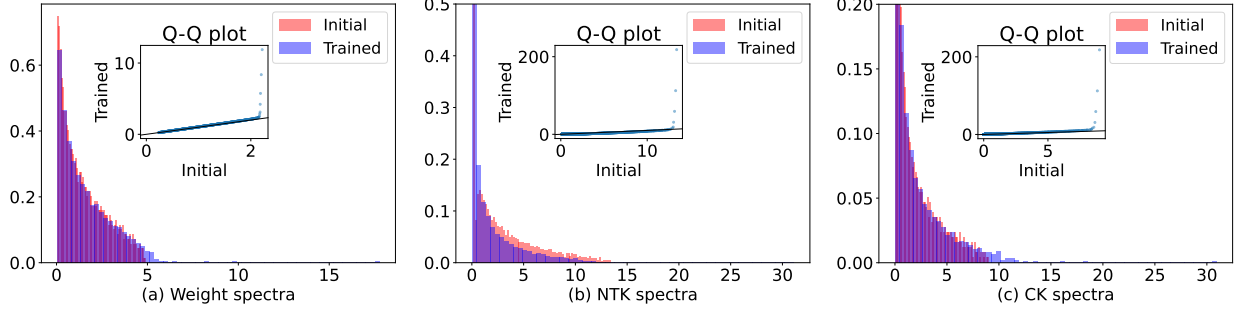 Q-Q plot
Initial
Trained
10
0
Trained
0 2
Initial
0.6
0.4
0.2
0.0
0 5 10 15
(a) Weight spectra
Q-Q plot
Initial
Trained
200
0
Trained
0 10
Initial
0.5
0.4
0.3
0.2
0.1
0.0
0 5 10 15 20 25 30
(b) NTK spectra
Q-Q plot
Initial
Trained
200
0
Trained
0 5
Initial
0.20
0.15
0.10
0.05
0.00
0 5 10 15 20 25 30
(c) CK spectra